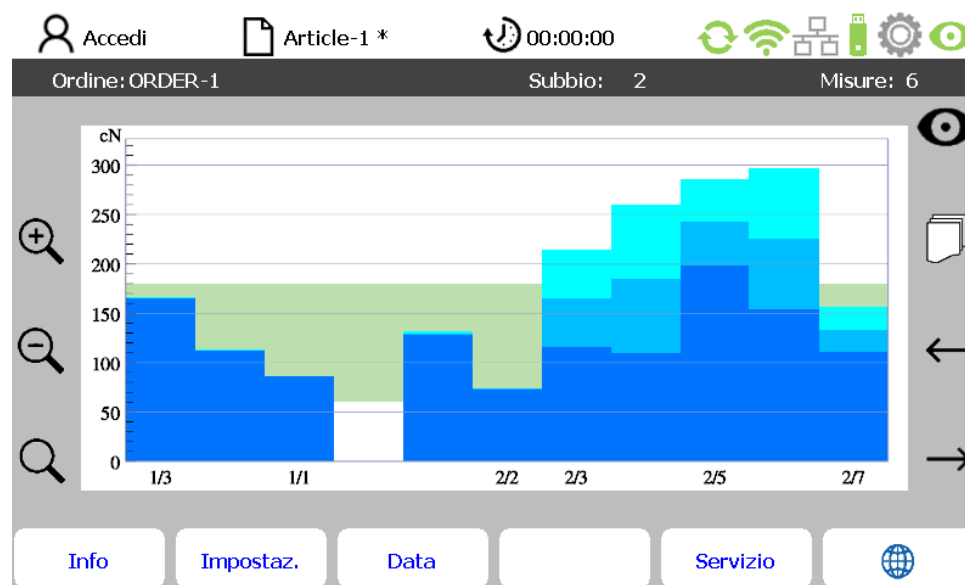 Accedi Article-1 * 00:00:00
Ordine: ORDER-1 Subbio: 2 Misure: 6
cN
300
250
200
150
100
50
0
1/3 1/1 2/2 2/3 2/5 2/7
Info Impostaz. Data Servizio